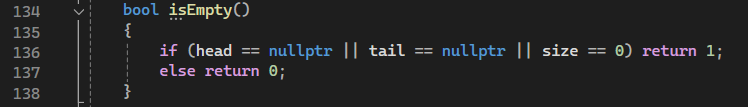 134 bool isEmpty()
135 {
136 if (head == nullptr || tail == nullptr || size == 0) return 1;
137 else return 0;
138 }